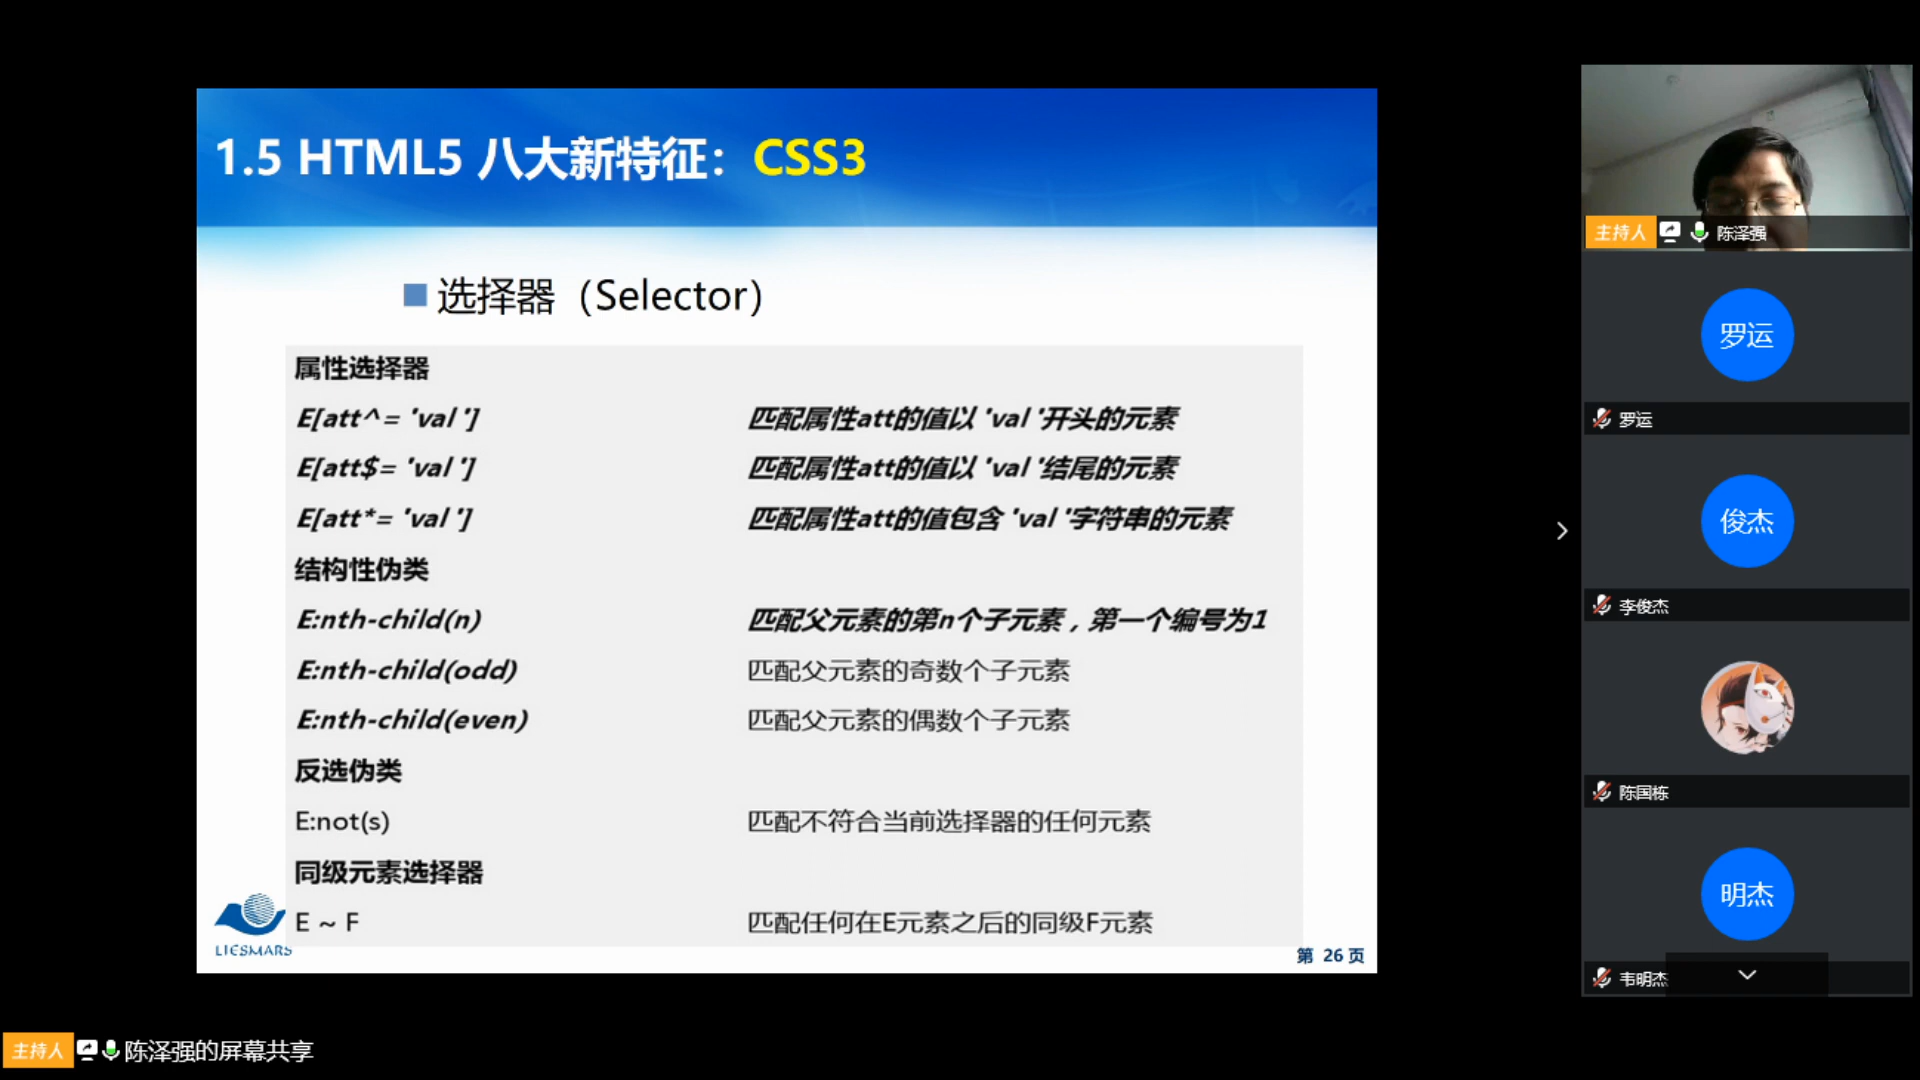 1.5 HTML5 八大新特征：CSS3
■选择器（Selector）
属性选择器
E[att^= 'val '] 匹配属性att的值以 'val '开头的元素
E[att$= 'val '] 匹配属性att的值以 'val '结尾的元素
E[att*= 'val '] 匹配属性att的值包含 'val '字符串的元素
结构性伪类
E:nth-child(n) 匹配父元素的第n个子元素，第一个编号为1
E:nth-child(odd) 匹配父元素的奇数个子元素
E:nth-child(even) 匹配父元素的偶数个子元素
反选伪类
E:not(s) 匹配不符合当前选择器的任何元素
同级元素选择器
E ~ F 匹配任何在E元素之后的同级F元素
LIESMARS
第 26 页
主持人 陈泽强
罗运
罗运
俊杰
李俊杰
陈国栋
明杰
韦明杰
主持人 陈泽强的屏幕共享